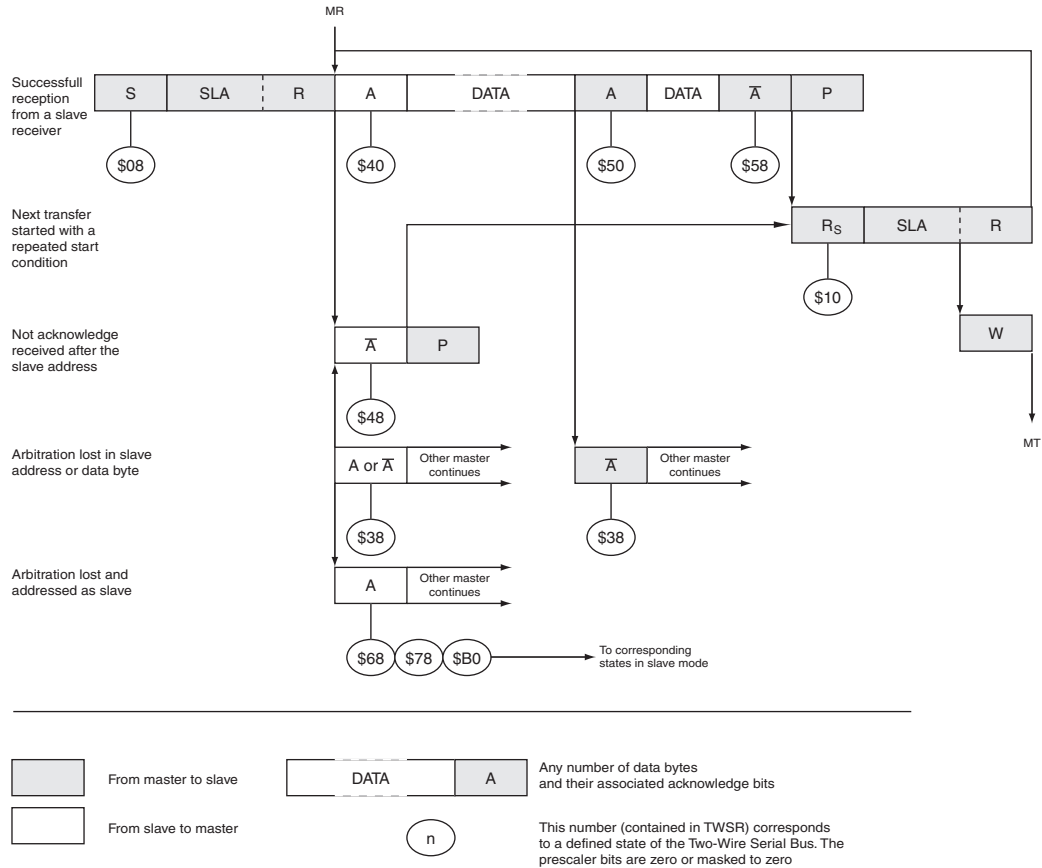 MR
Successfull
reception
from a slave
receiver
S SLA R A DATA A DATA A̅ P
$08 $40 $50 $58
Next transfer
started with a
repeated start
condition
RS SLA R
$10
Not acknowledge
received after the
slave address
A̅ P
W
$48
MT
Arbitration lost in slave
address or data byte
A or A̅
Other master
continues
A̅
Other master
continues
$38 $38
Arbitration lost and
addressed as slave
A
Other master
continues
$68 $78 $B0
To corresponding
states in slave mode
From master to slave
DATA A
Any number of data bytes
and their associated acknowledge bits
From slave to master
n
This number (contained in TWSR) corresponds
to a defined state of the Two-Wire Serial Bus. The
prescaler bits are zero or masked to zero